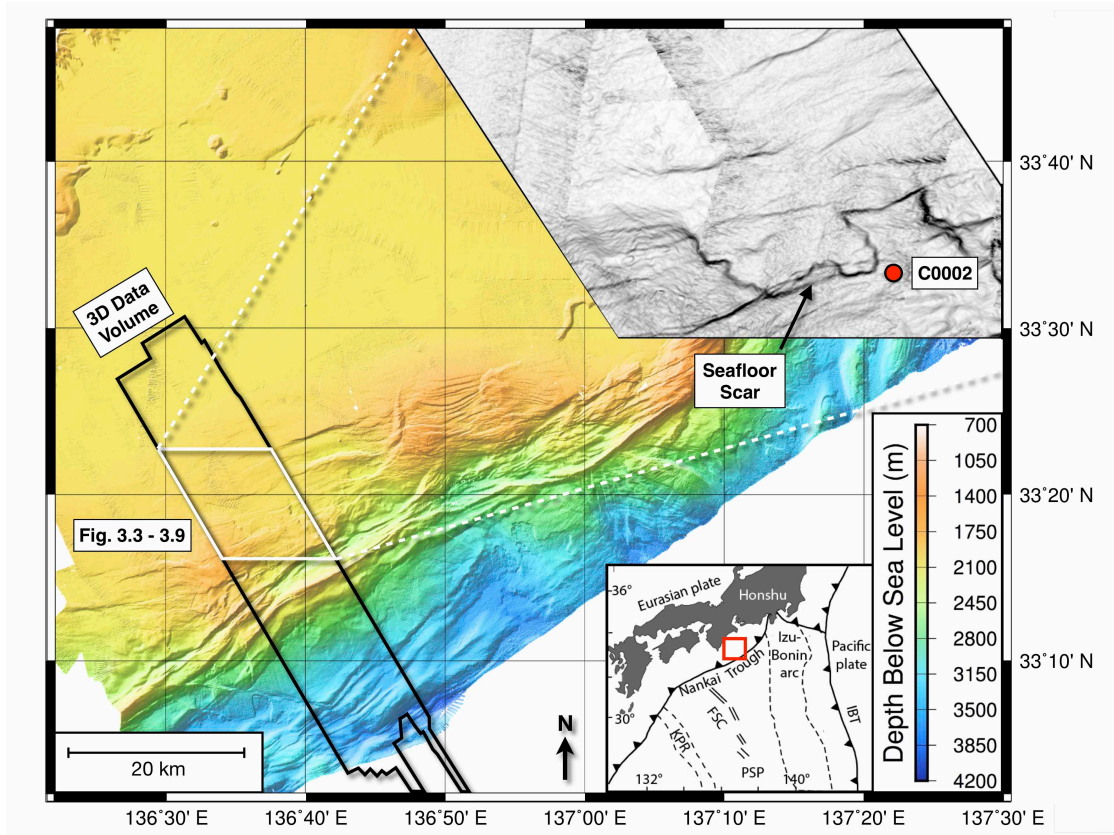 3D Data
Volume
C0002
Seafloor
Scar
Fig. 3.3 - 3.9
33°40' N
33°30' N
33°20' N
33°10' N
Depth Below Sea Level (m)
700
1050
1400
1750
2100
2450
2800
3150
3500
3850
4200
36°
Eurasian plate
Honshu
Izu-
Bonin
arc
Pacific
plate
Nankai Trough
30°
FSC
KPR
IBT
PSP
132°
140°
N
20 km
136°30' E
136°40' E
136°50' E
137°00' E
137°10' E
137°20' E
137°30' E